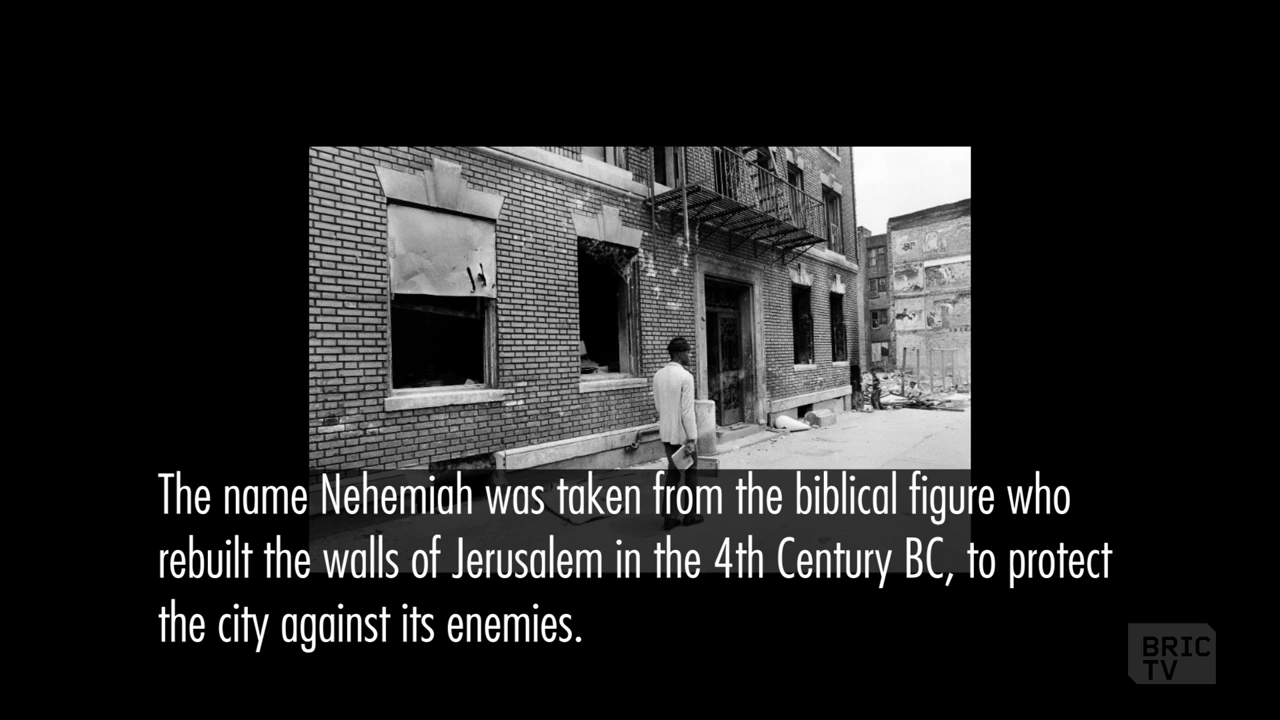 The name Nehemiah was taken from the biblical figure who
rebuilt the walls of Jerusalem in the 4th Century BC, to protect
the city against its enemies.
BRIC
TV